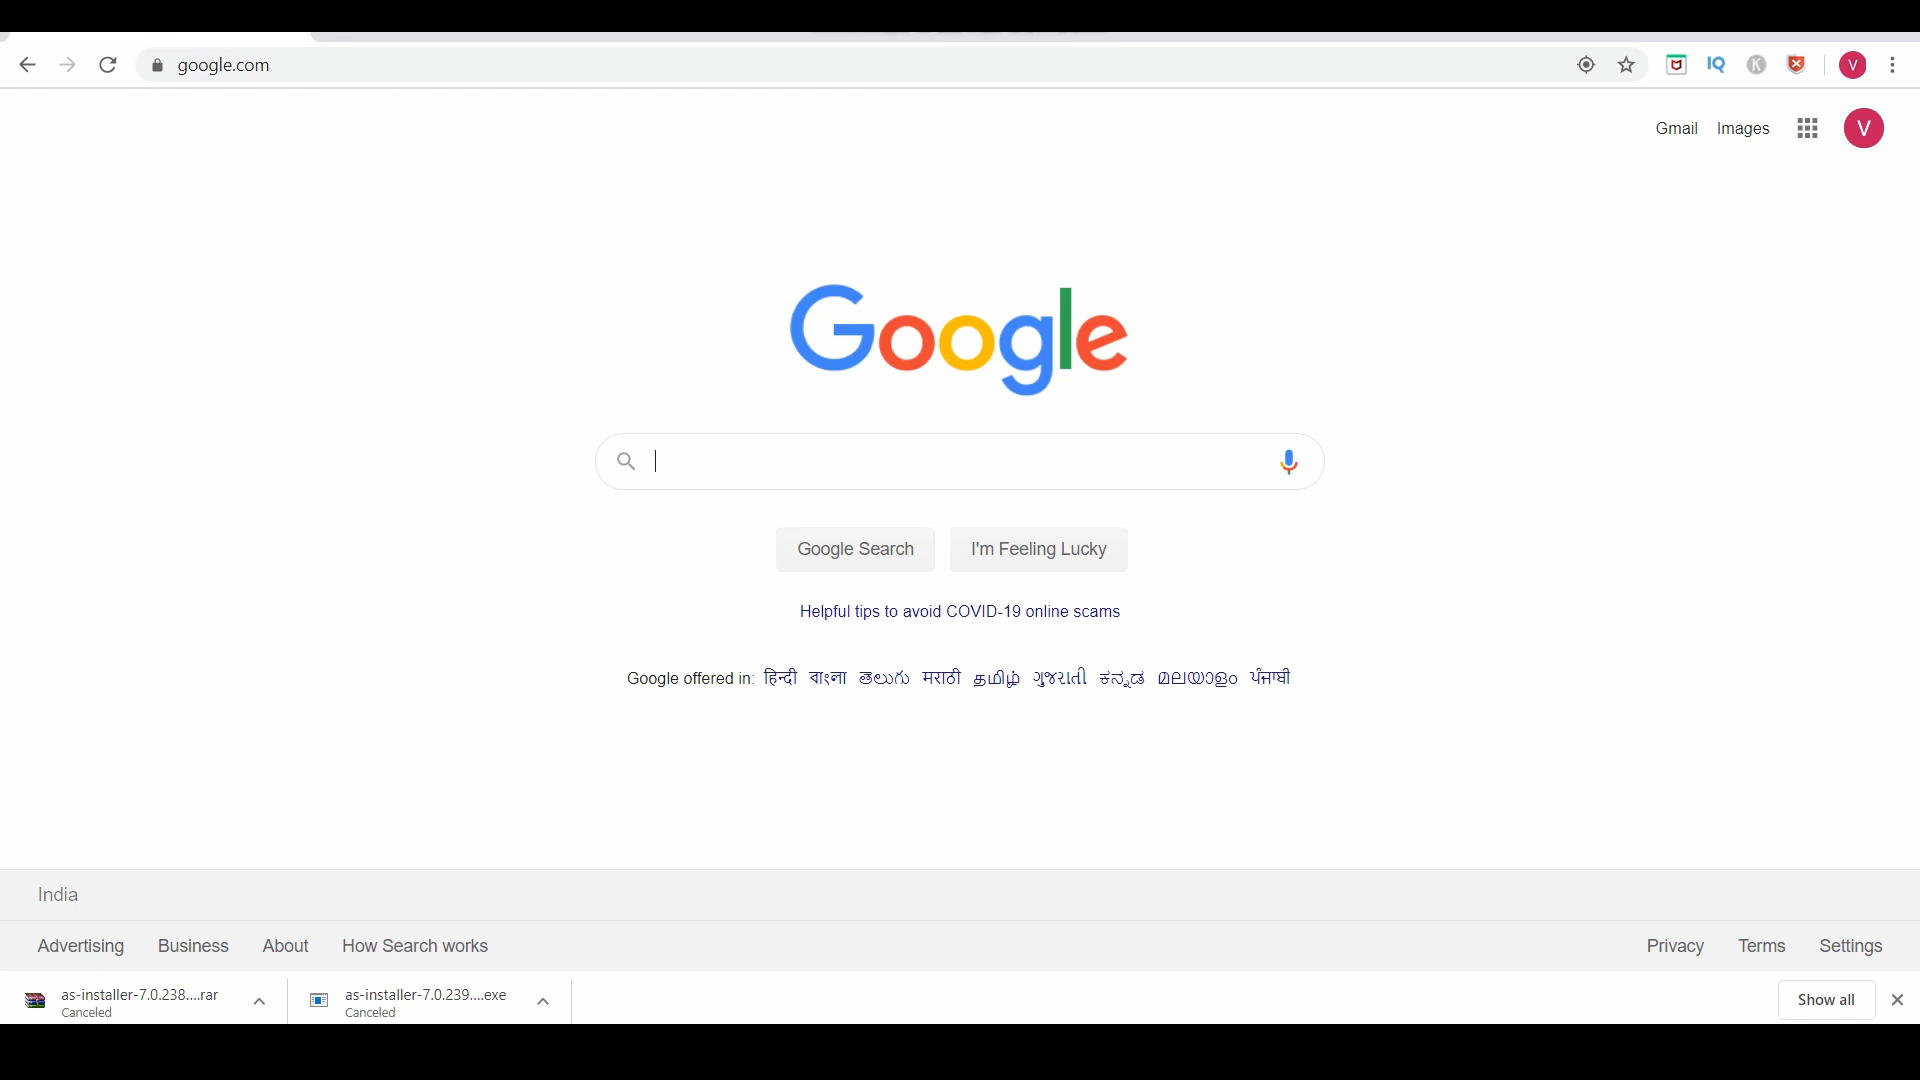 google.com
IQ
K
V
Gmail Images
V
Google
Google Search I'm Feeling Lucky
Helpful tips to avoid COVID-19 online scams
Google offered in: हिन्दी বাংলা తెలుగు मराठी தமிழ் ગુજરાતી ಕನ್ನಡ മലയാളം ਪੰਜਾਬੀ
India
Advertising Business About How Search works Privacy Terms Settings
as-installer-7.0.238....rar as-installer-7.0.239....exe Show all
Canceled Canceled